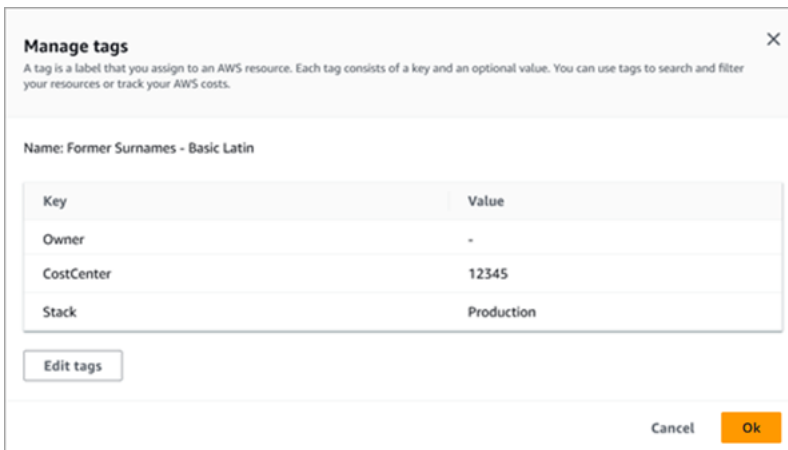 Manage tags
A tag is a label that you assign to an AWS resource. Each tag consists of a key and an optional value. You can use tags to search and filter
your resources or track your AWS costs.
Name: Former Surnames - Basic Latin
Key Value
Owner -
CostCenter 12345
Stack Production
Edit tags
Cancel Ok